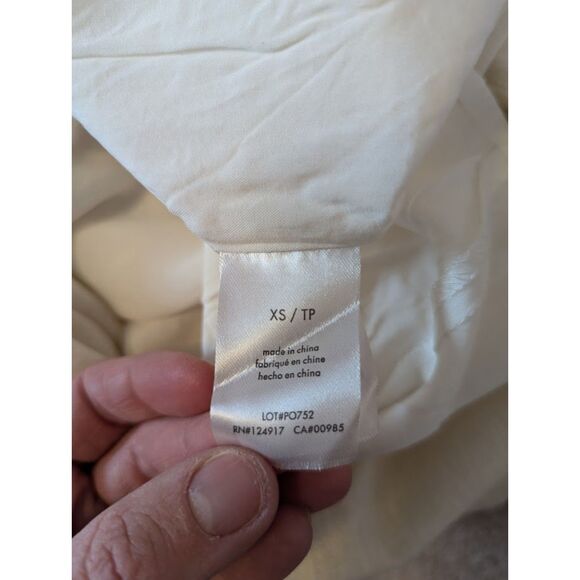 XS / TP
made in china
fabriqué en chine
hecho en china
LOT#PO752
RN#124917 CA#00985